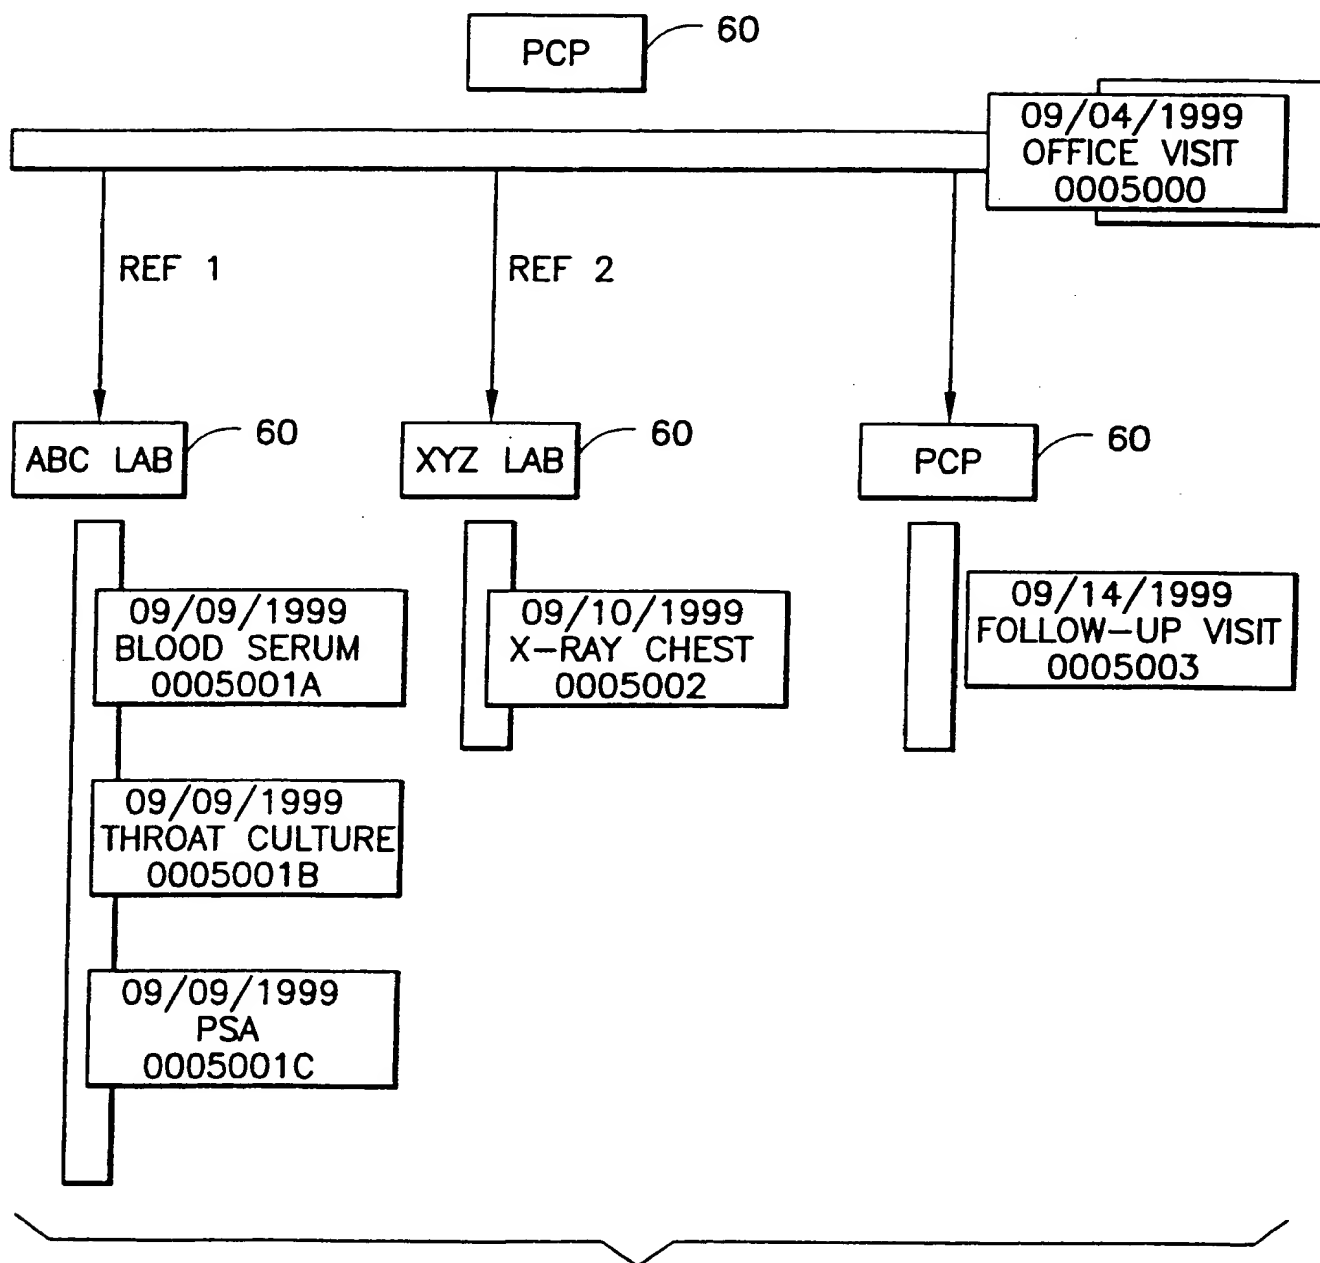 PCP
60
09/04/1999
OFFICE VISIT
0005000
REF 1
REF 2
ABC LAB
60
XYZ LAB
60
PCP
60
09/09/1999
BLOOD SERUM
0005001A
09/10/1999
X-RAY CHEST
0005002
09/14/1999
FOLLOW-UP VISIT
0005003
09/09/1999
THROAT CULTURE
0005001B
09/09/1999
PSA
0005001C